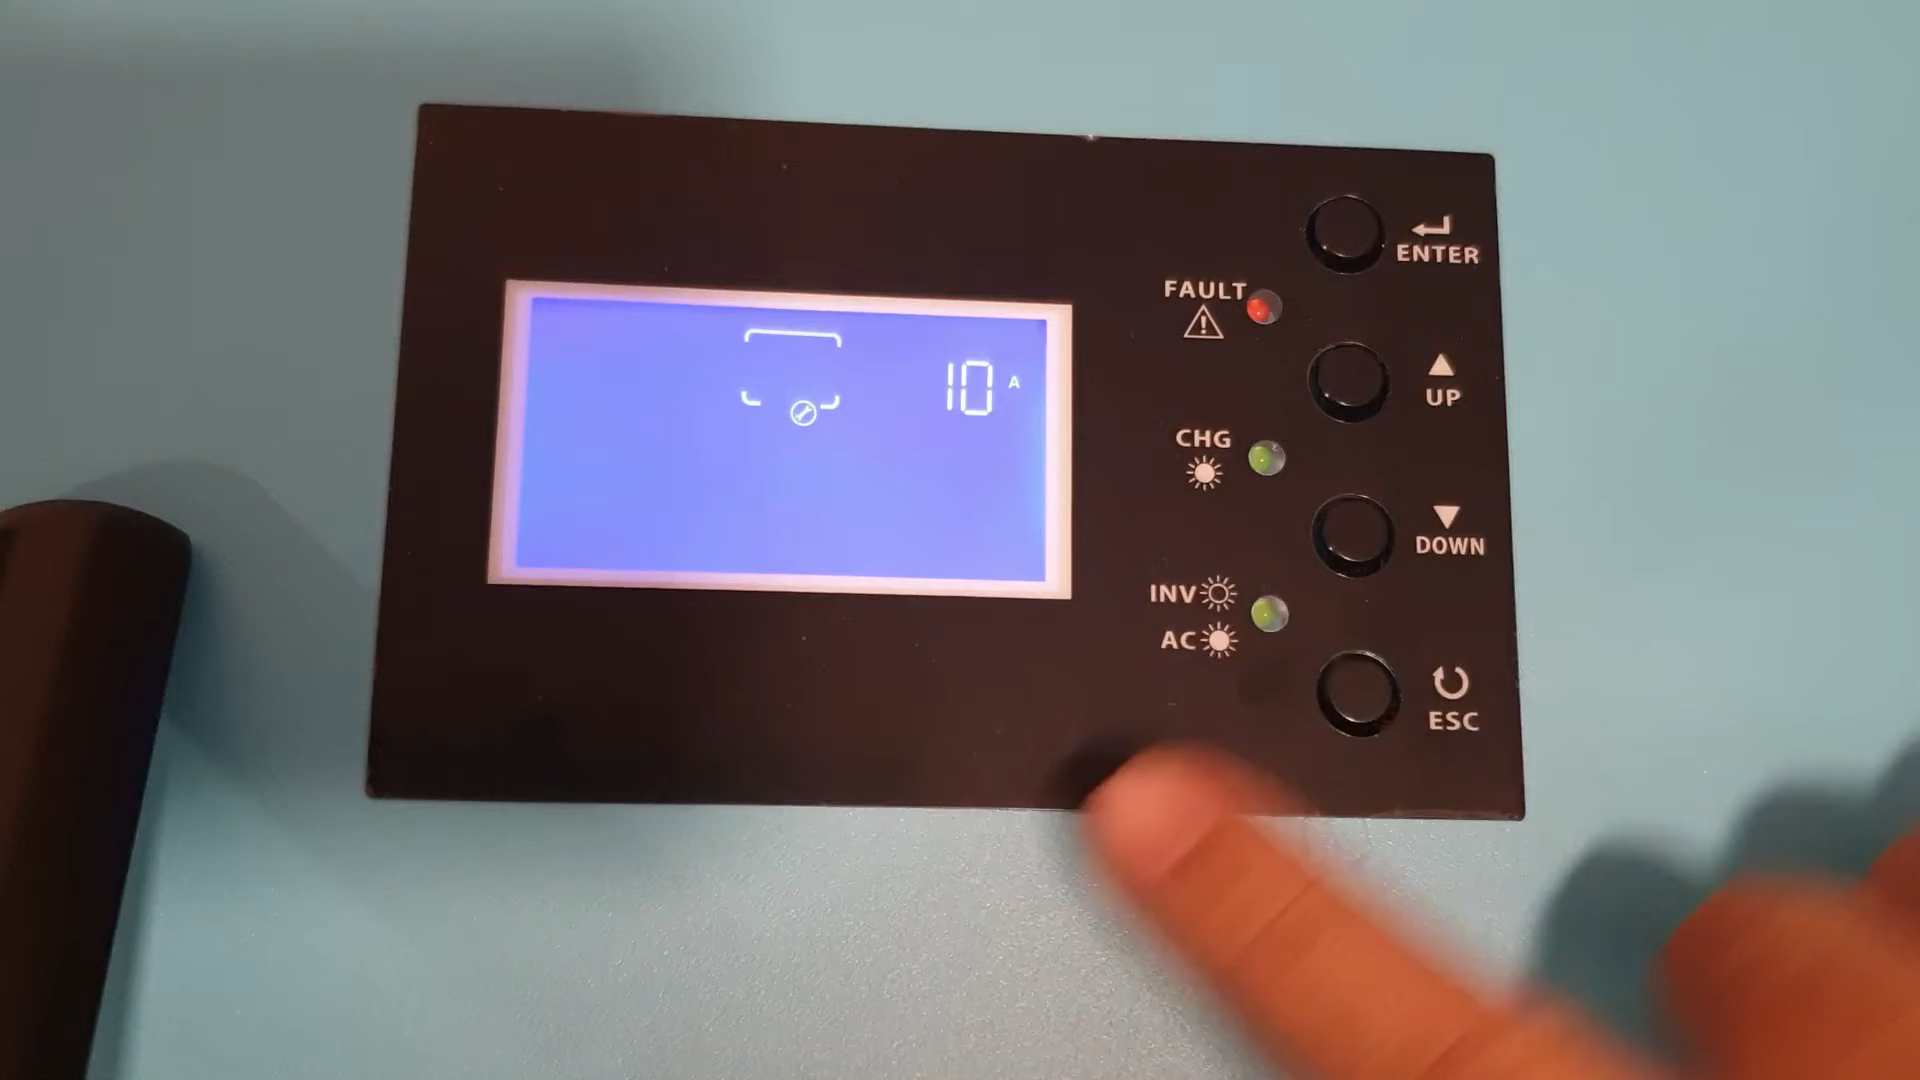 10 A
ENTER
FAULT
UP
CHG
DOWN
INV
AC
ESC